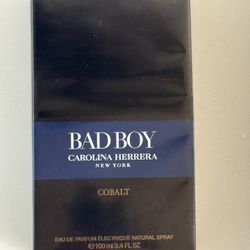 BAD BOY
CAROLINA HERRERA
NEW YORK
COBALT
EAU DE PARFUM ÉLECTRIQUE NATURAL SPRAY
℮100 ml 3.4 FL.OZ